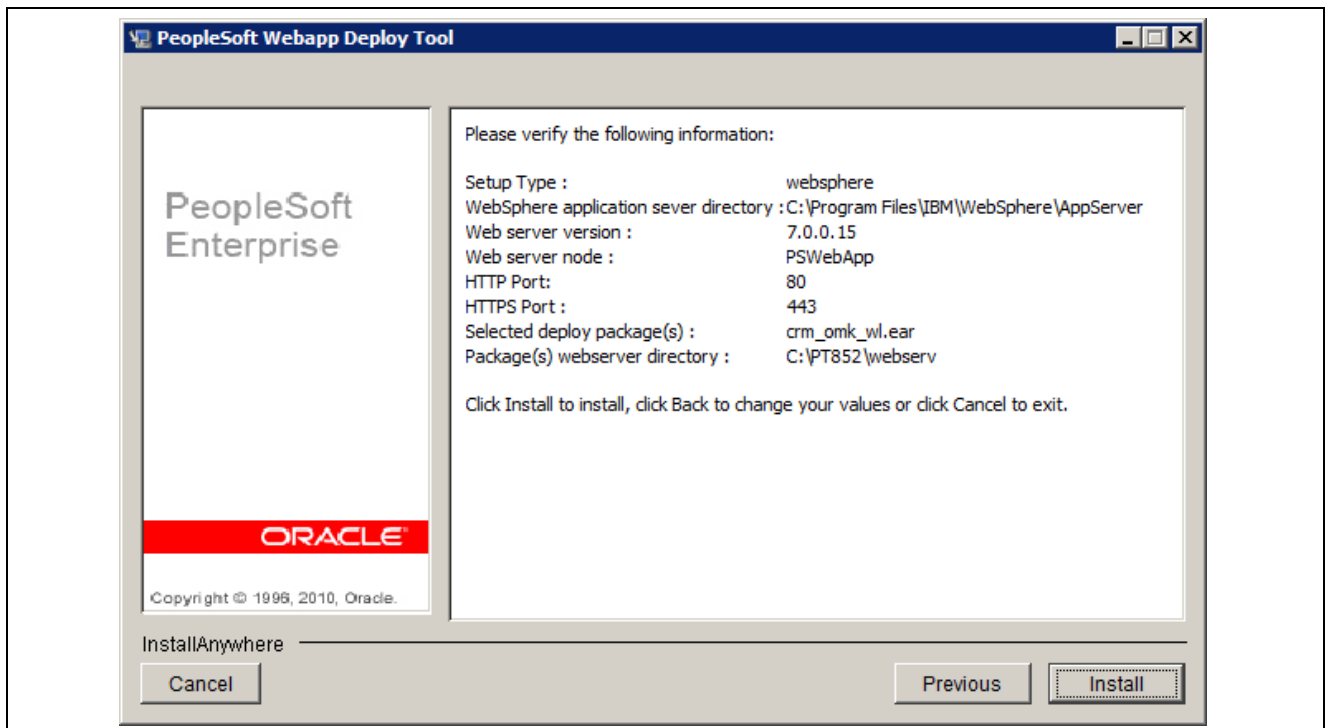 PeopleSoft Webapp Deploy Tool
PeopleSoft
Enterprise
ORACLE
Copyright © 1996, 2010, Oracle.
Please verify the following information:
Setup Type : websphere
WebSphere application sever directory :C:\Program Files\IBM\WebSphere\AppServer
Web server version : 7.0.0.15
Web server node : PSWebApp
HTTP Port: 80
HTTPS Port : 443
Selected deploy package(s) : crm_omk_wl.ear
Package(s) webserver directory : C:\PT852\webserv
Click Install to install, click Back to change your values or click Cancel to exit.
InstallAnywhere
Cancel
Previous
Install